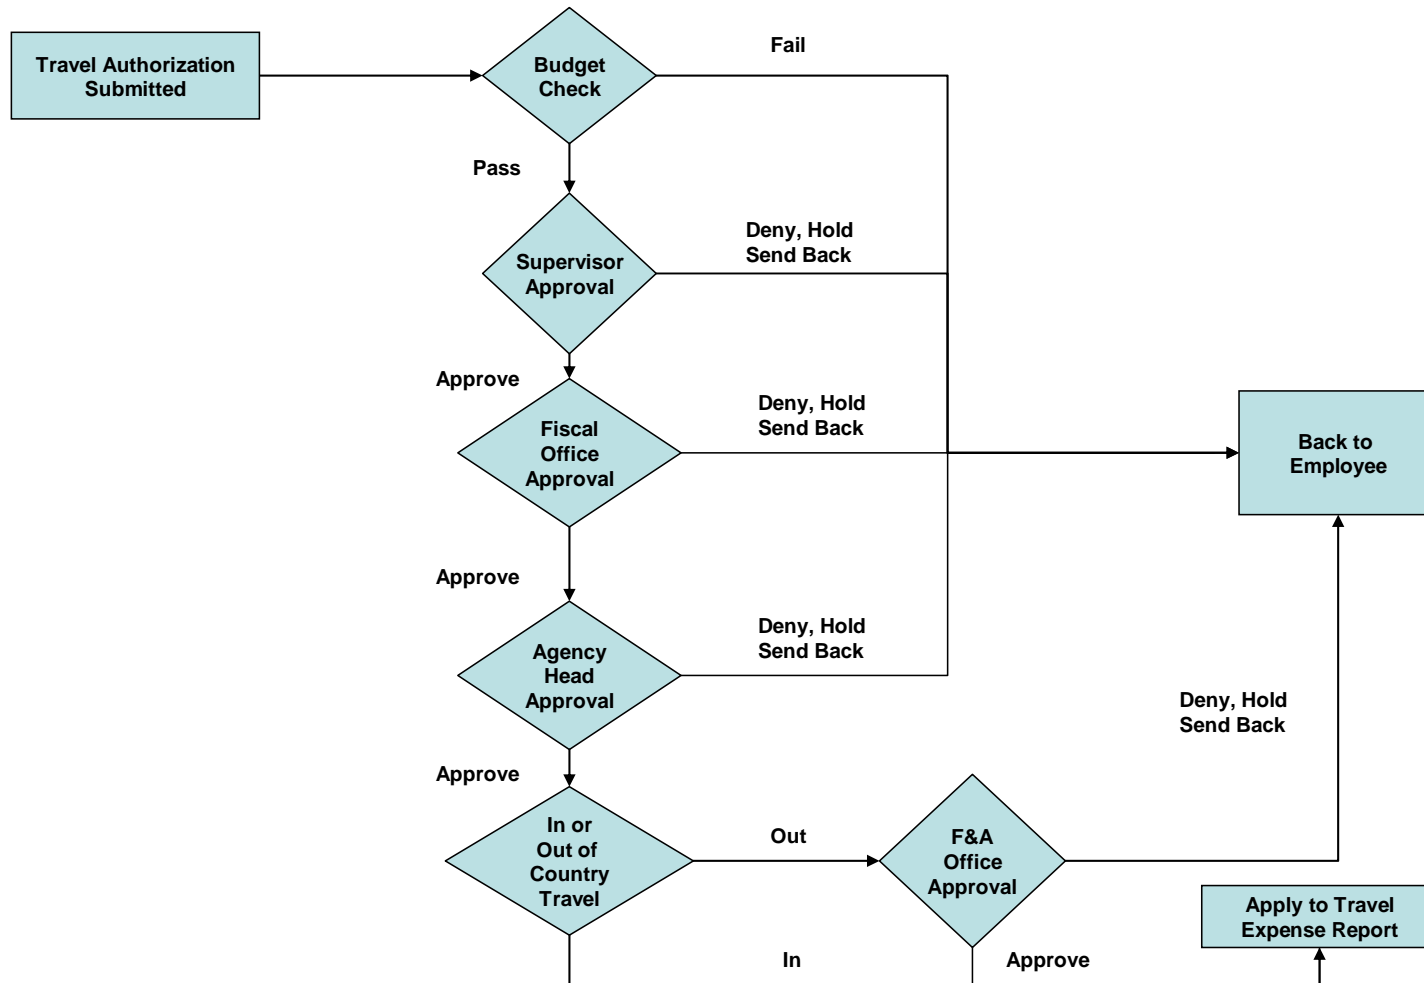 Travel Authorization
Submitted
Budget
Check
Fail
Pass
Supervisor
Approval
Deny, Hold
Send Back
Approve
Fiscal
Office
Approval
Deny, Hold
Send Back
Back to
Employee
Approve
Agency
Head
Approval
Deny, Hold
Send Back
Deny, Hold
Send Back
Approve
In or
Out of
Country
Travel
Out
F&A
Office
Approval
Apply to Travel
Expense Report
In
Approve